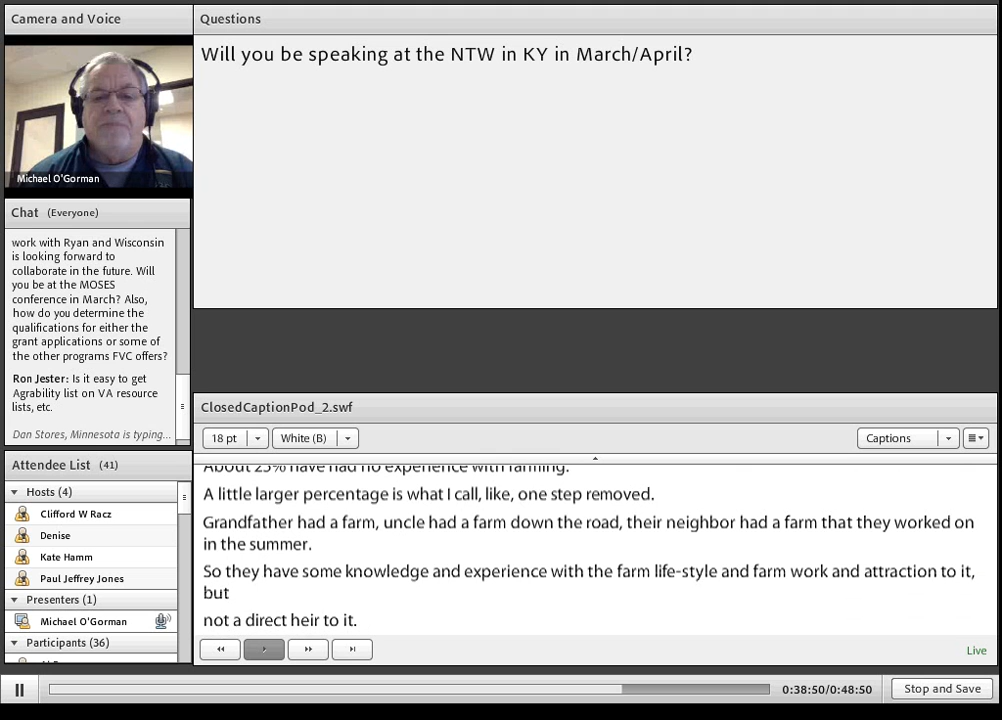 Camera and Voice
Michael O'Gorman
Chat (Everyone)
work with Ryan and Wisconsin
is looking forward to
collaborate in the future. Will
you be at the MOSES
conference in March? Also,
how do you determine the
qualifications for either the
grant applications or some of
the other programs FVC offers?
Ron Jester: Is it easy to get
Agrability list on VA resource
lists, etc.
Dan Stores, Minnesota is typing...
Attendee List (41)
Hosts (4)
Clifford W Racz
Denise
Kate Hamm
Paul Jeffrey Jones
Presenters (1)
Michael O'Gorman
Participants (36)
Questions
Will you be speaking at the NTW in KY in March/April?
ClosedCaptionPod_2.swf
18 pt White (B) Captions
About 25% have had no experience with farming.
A little larger percentage is what I call, like, one step removed.
Grandfather had a farm, uncle had a farm down the road, their neighbor had a farm that they worked on
in the summer.
So they have some knowledge and experience with the farm life-style and farm work and attraction to it,
but
not a direct heir to it.
Live
0:38:50/0:48:50 Stop and Save